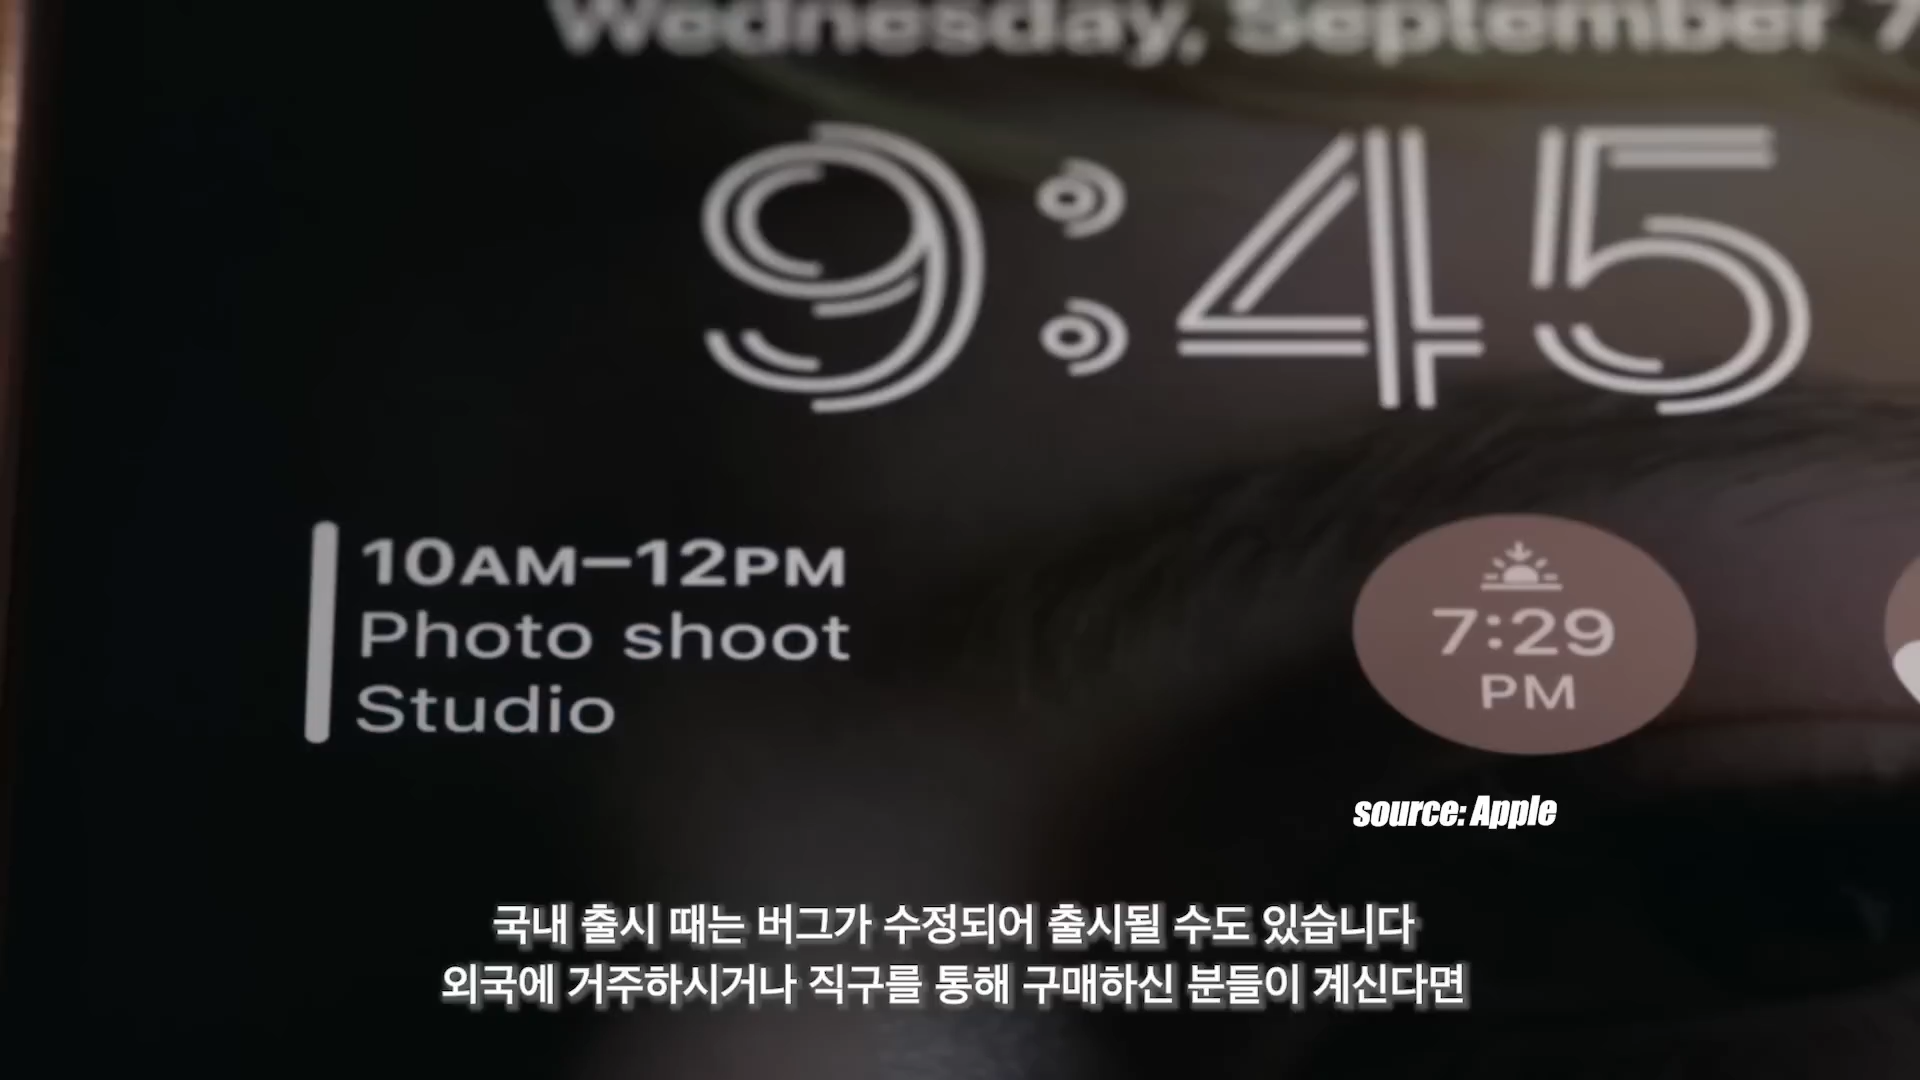 Wednesday, September 7
9:45
10AM–12PM
Photo shoot
Studio
7:29
PM
source: Apple
국내 출시 때는 버그가 수정되어 출시될 수도 있습니다
외국에 거주하시거나 직구를 통해 구매하신 분들이 계신다면